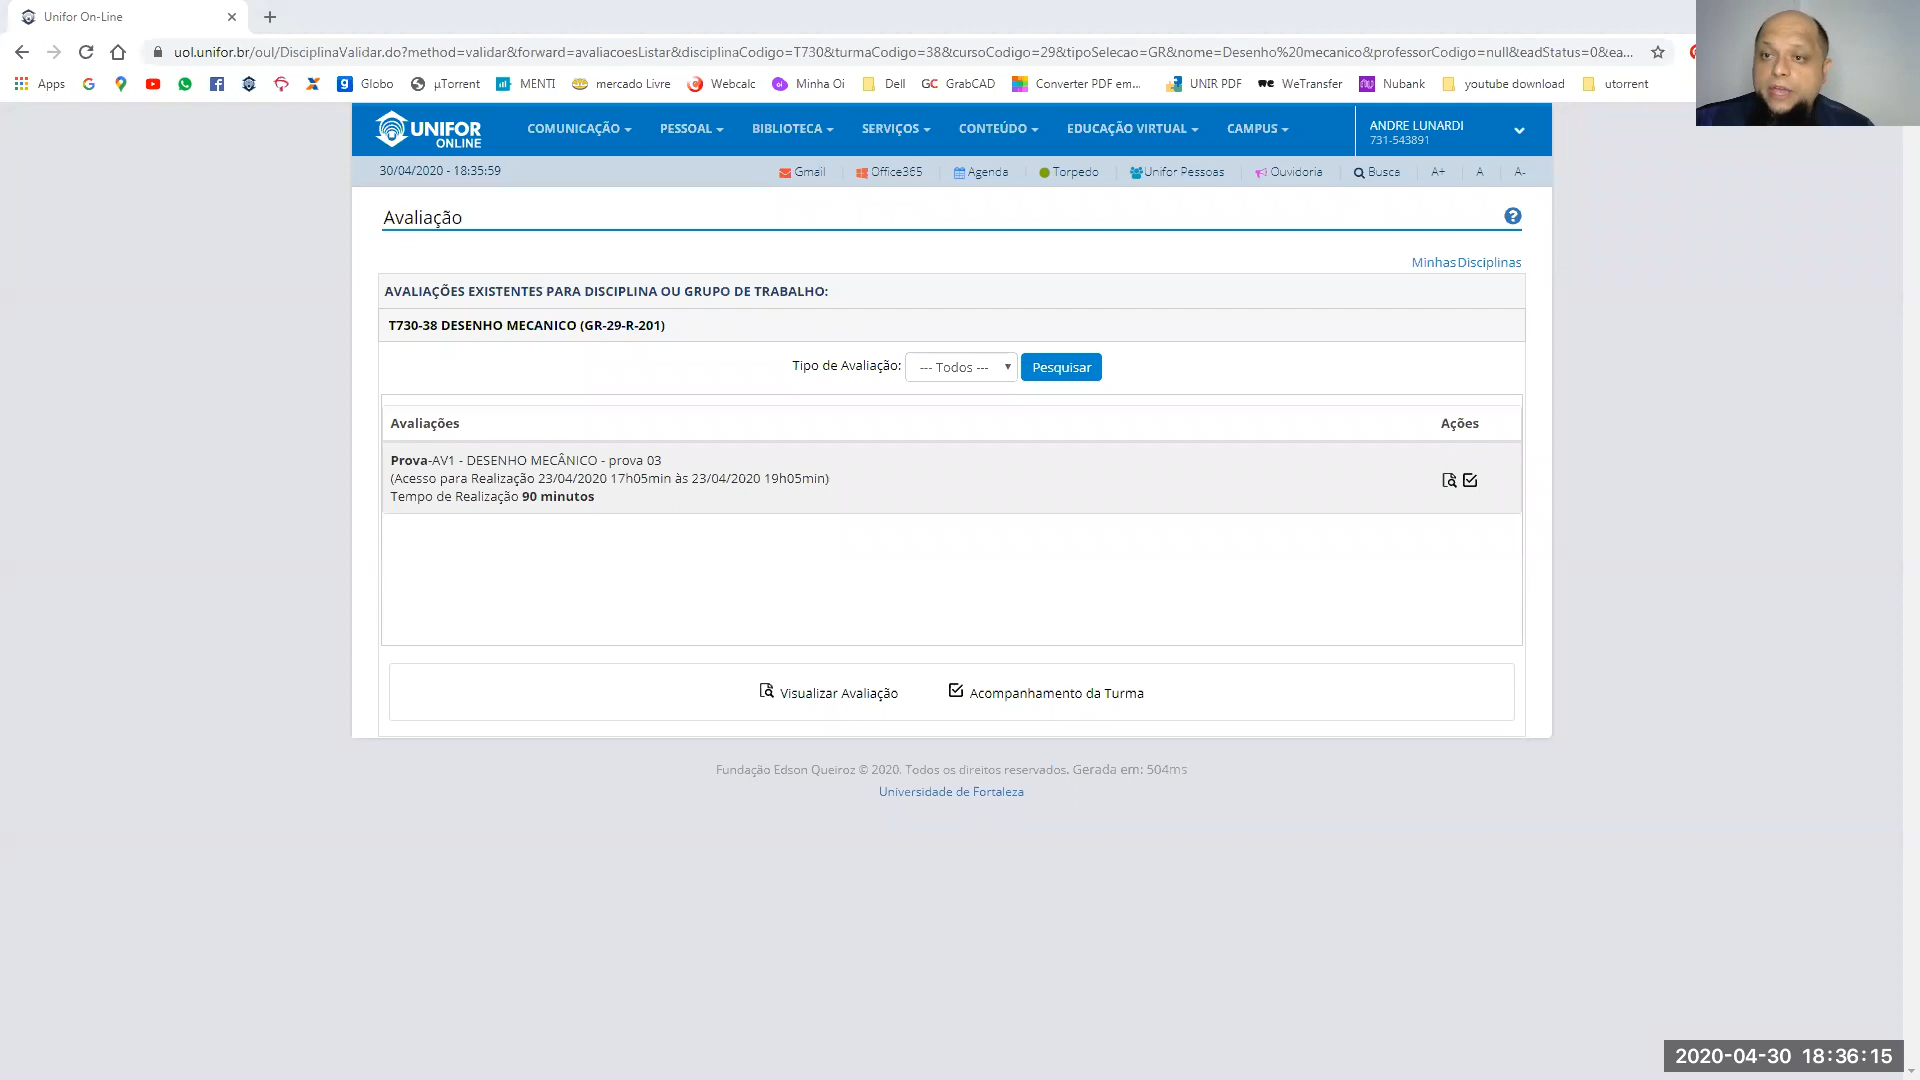 Unifor On-Line
uol.unifor.br/oul/DisciplinaValidar.do?method=validar&forward=avaliacoesListar&disciplinaCodigo=T730&turmaCodigo=38&cursoCodigo=29&tipoSelecao=GR&nome=Desenho%20mecanico&professorCodigo=null&eadStatus=0&ea...
Apps
Globo
µTorrent
MENTI
mercado Livre
Webcalc
Minha Oi
Dell
GC GrabCAD
Converter PDF em...
UNIR PDF
we WeTransfer
Nubank
youtube download
utorrent
UNIFOR ONLINE
COMUNICAÇÃO
PESSOAL
BIBLIOTECA
SERVIÇOS
CONTEÚDO
EDUCAÇÃO VIRTUAL
CAMPUS
ANDRE LUNARDI
731-543891
30/04/2020 - 18:35:59
Gmail
Office365
Agenda
Torpedo
Unifor Pessoas
Ouvidoria
Busca
A+
A
A-
Avaliação
?
Minhas Disciplinas
AVALIAÇÕES EXISTENTES PARA DISCIPLINA OU GRUPO DE TRABALHO:
T730-38 DESENHO MECANICO (GR-29-R-201)
Tipo de Avaliação: --- Todos --- Pesquisar
Avaliações Ações
Prova-AV1 - DESENHO MECÂNICO - prova 03
(Acesso para Realização 23/04/2020 17h05min às 23/04/2020 19h05min)
Tempo de Realização 90 minutos
Visualizar Avaliação Acompanhamento da Turma
Fundação Edson Queiroz © 2020. Todos os direitos reservados. Gerada em: 504ms
Universidade de Fortaleza
2020-04-30 18:36:15